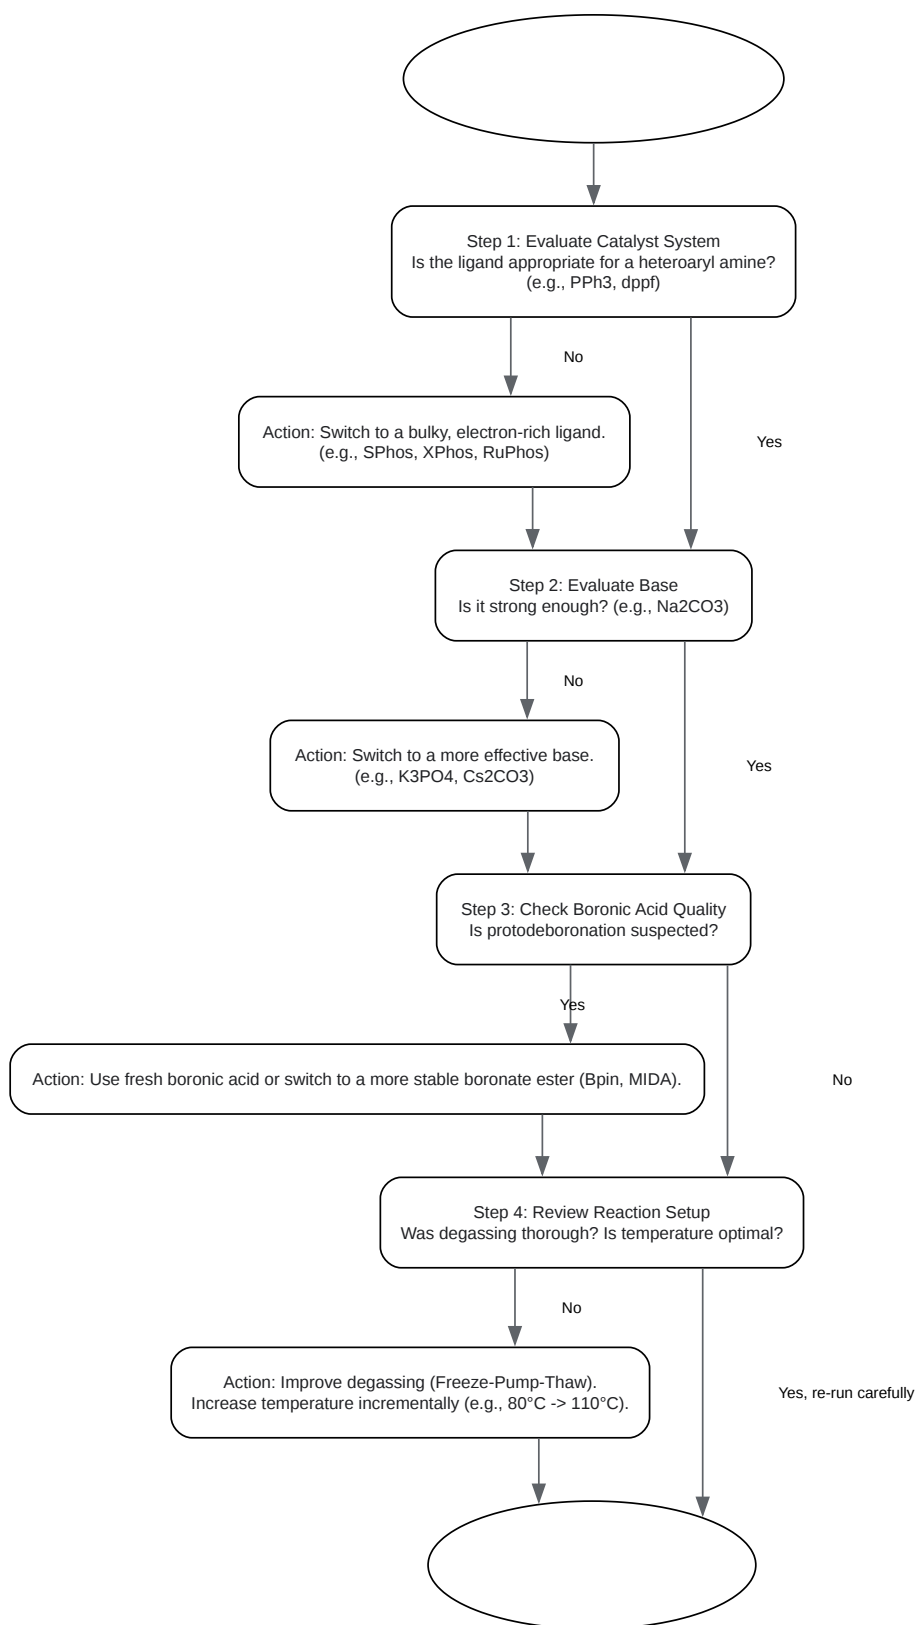 Step 1: Evaluate Catalyst System
Is the ligand appropriate for a heteroaryl amine?
(e.g., PPh3, dppf)
No
Action: Switch to a bulky, electron-rich ligand.
(e.g., SPhos, XPhos, RuPhos)
Yes
Step 2: Evaluate Base
Is it strong enough? (e.g., Na2CO3)
No
Action: Switch to a more effective base.
(e.g., K3PO4, Cs2CO3)
Yes
Step 3: Check Boronic Acid Quality
Is protodeboronation suspected?
Yes
Action: Use fresh boronic acid or switch to a more stable boronate ester (Bpin, MIDA).
No
Step 4: Review Reaction Setup
Was degassing thorough? Is temperature optimal?
No
Action: Improve degassing (Freeze-Pump-Thaw).
Increase temperature incrementally (e.g., 80°C -> 110°C).
Yes, re-run carefully